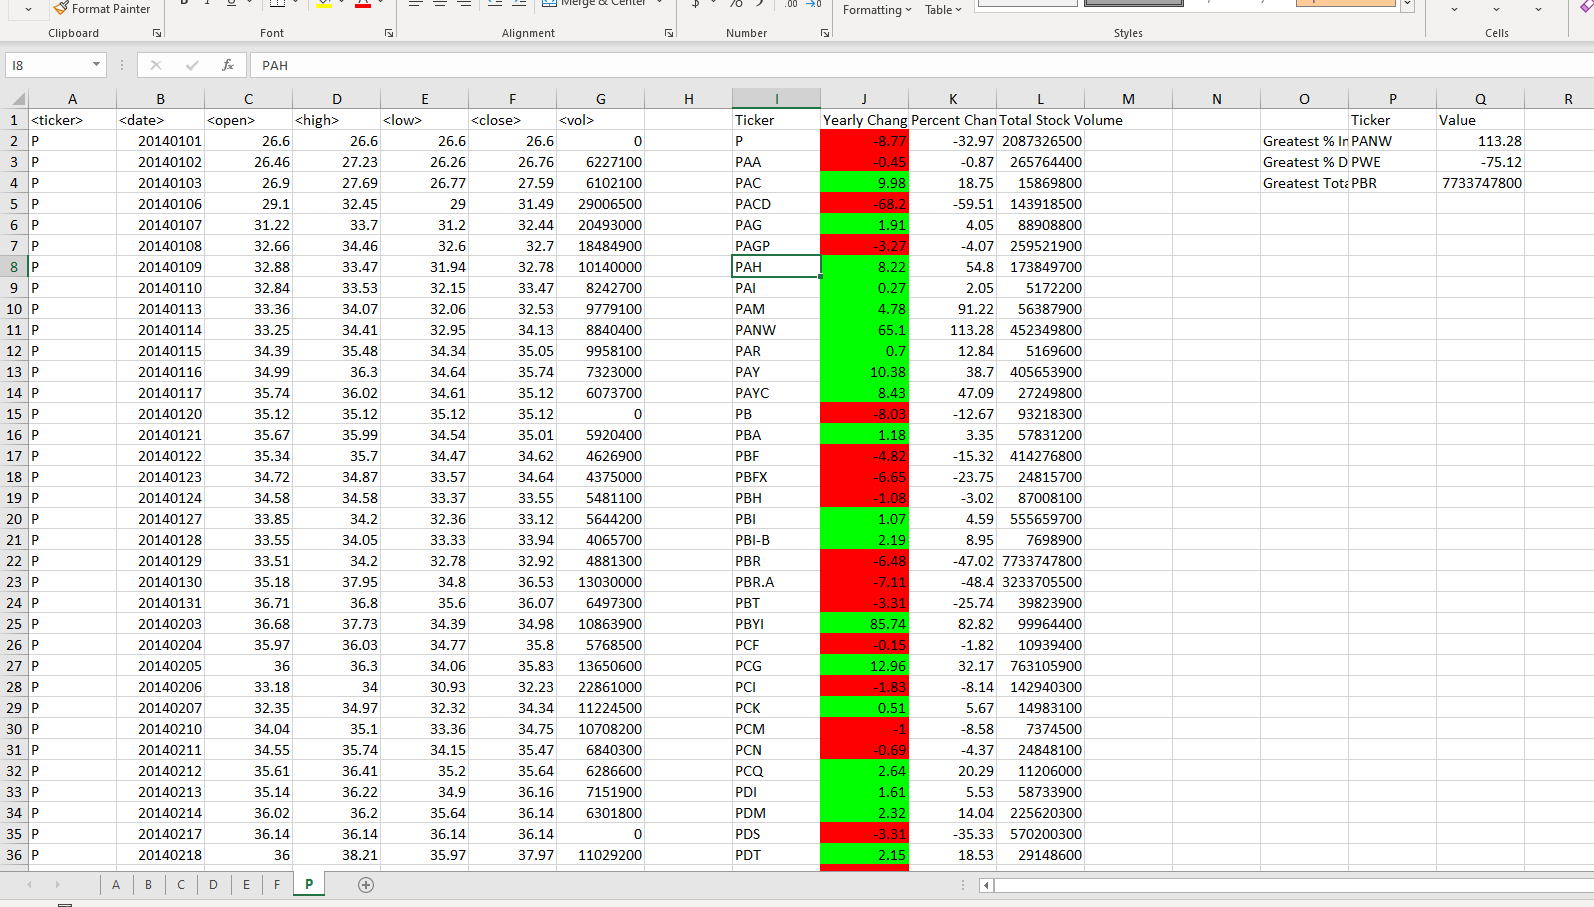 Format Painter B I U Merge & Center $ % Formatting Table
Clipboard Font Alignment Number Styles Cells
I8 fx PAH
A B C D E F G H I J K L M N O P Q R
1 <ticker> <date> <open> <high> <low> <close> <vol> Ticker Yearly Chang Percent Chan Total Stock Volume Ticker Value
2 P 20140101 26.6 26.6 26.6 26.6 0 P -8.77 -32.97 2087326500 Greatest % In PANW 113.28
3 P 20140102 26.46 27.23 26.26 26.76 6227100 PAA -0.45 -0.87 265764400 Greatest % D PWE -75.12
4 P 20140103 26.9 27.69 26.77 27.59 6102100 PAC 9.98 18.75 15869800 Greatest Tota PBR 7733747800
5 P 20140106 29.1 32.45 29 31.49 29006500 PACD -68.2 -59.51 143918500
6 P 20140107 31.22 33.7 31.2 32.44 20493000 PAG 1.91 4.05 88908800
7 P 20140108 32.66 34.46 32.6 32.7 18484900 PAGP -3.27 -4.07 259521900
8 P 20140109 32.88 33.47 31.94 32.78 10140000 PAH 8.22 54.8 173849700
9 P 20140110 32.84 33.53 32.15 33.47 8242700 PAI 0.27 2.05 5172200
10 P 20140113 33.36 34.07 32.06 32.53 9779100 PAM 4.78 91.22 56387900
11 P 20140114 33.25 34.41 32.95 34.13 8840400 PANW 65.1 113.28 452349800
12 P 20140115 34.39 35.48 34.34 35.05 9958100 PAR 0.7 12.84 5169600
13 P 20140116 34.99 36.3 34.64 35.74 7323000 PAY 10.38 38.7 405653900
14 P 20140117 35.74 36.02 34.61 35.12 6073700 PAYC 8.43 47.09 27249800
15 P 20140120 35.12 35.12 35.12 35.12 0 PB -8.03 -12.67 93218300
16 P 20140121 35.67 35.99 34.54 35.01 5920400 PBA 1.18 3.35 57831200
17 P 20140122 35.34 35.7 34.47 34.62 4626900 PBF -4.82 -15.32 414276800
18 P 20140123 34.72 34.87 33.57 34.64 4375000 PBFX -6.65 -23.75 24815700
19 P 20140124 34.58 34.58 33.37 33.55 5481100 PBH -1.08 -3.02 87008100
20 P 20140127 33.85 34.2 32.36 33.12 5644200 PBI 1.07 4.59 555659700
21 P 20140128 33.55 34.05 33.33 33.94 4065700 PBI-B 2.19 8.95 7698900
22 P 20140129 33.51 34.2 32.78 32.92 4881300 PBR -6.48 -47.02 7733747800
23 P 20140130 35.18 37.95 34.8 36.53 13030000 PBR.A -7.11 -48.4 3233705500
24 P 20140131 36.71 36.8 35.6 36.07 6497300 PBT -3.31 -25.74 39823900
25 P 20140203 36.68 37.73 34.39 34.98 10863900 PBYI 85.74 82.82 99964400
26 P 20140204 35.97 36.03 34.77 35.8 5768500 PCF -0.15 -1.82 10939400
27 P 20140205 36 36.3 34.06 35.83 13650600 PCG 12.96 32.17 763105900
28 P 20140206 33.18 34 30.93 32.23 22861000 PCI -1.83 -8.14 142940300
29 P 20140207 32.35 34.97 32.32 34.34 11224500 PCK 0.51 5.67 14983100
30 P 20140210 34.04 35.1 33.36 34.75 10708200 PCM -1 -8.58 7374500
31 P 20140211 34.55 35.74 34.15 35.47 6840300 PCN -0.69 -4.37 24848100
32 P 20140212 35.61 36.41 35.2 35.64 6286600 PCQ 2.64 20.29 11206000
33 P 20140213 35.14 36.22 34.9 36.16 7151900 PDI 1.61 5.53 58733900
34 P 20140214 36.02 36.2 35.64 36.14 6301800 PDM 2.32 14.04 225620300
35 P 20140217 36.14 36.14 36.14 36.14 0 PDS -3.31 -35.33 570200300
36 P 20140218 36 38.21 35.97 37.97 11029200 PDT 2.15 18.53 29148600
A B C D E F P